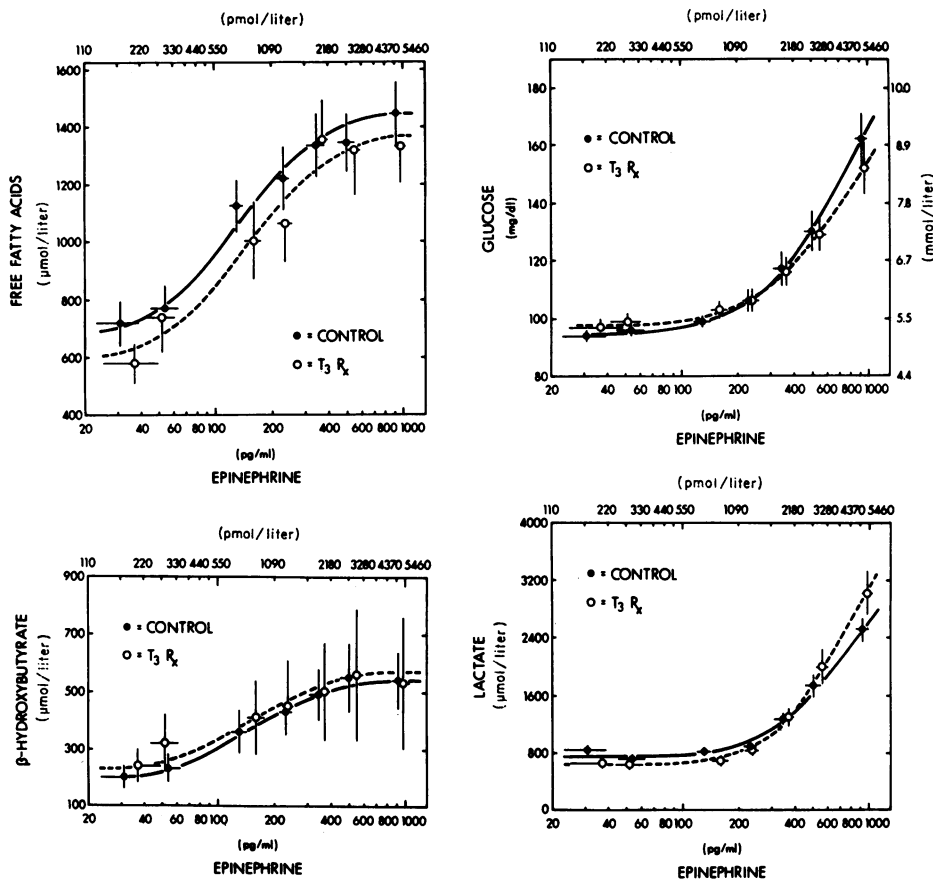 (pmol/liter)
110 220 330 440 550 1090 2180 3280 4370 5460
1600
1400
1200
1000
800
600
400
FREE FATTY ACIDS
(μmol/liter)
= CONTROL
= T3 Rx
20 40 60 80 100 200 400 600 1000
(pg/ml)
EPINEPHRINE
(pmol/liter)
110 220 330 440 550 1090 2180 3280 4370 5460
180
160
140
120
100
80
GLUCOSE
(mg/dl)
10.0
8.9
7.8
6.7
5.5
4.4
(mmol/liter)
= CONTROL
= T3 Rx
20 40 60 80 100 200 400 600 1000
(pg/ml)
EPINEPHRINE
(pmol/liter)
110 220 330 440 550 1090 2180 3280 4370 5460
900
700
500
300
100
β-HYDROXYBUTYRATE
(μmol/liter)
= CONTROL
= T3 Rx
20 40 60 80 100 200 400 600 1000
(pg/ml)
EPINEPHRINE
(pmol/liter)
110 220 330 440 550 1090 2180 3280 4370 5460
4000
3200
2400
1600
800
0
LACTATE
(μmol/liter)
= CONTROL
= T3 Rx
20 40 60 80 100 200 400 600 1000
(pg/ml)
EPINEPHRINE